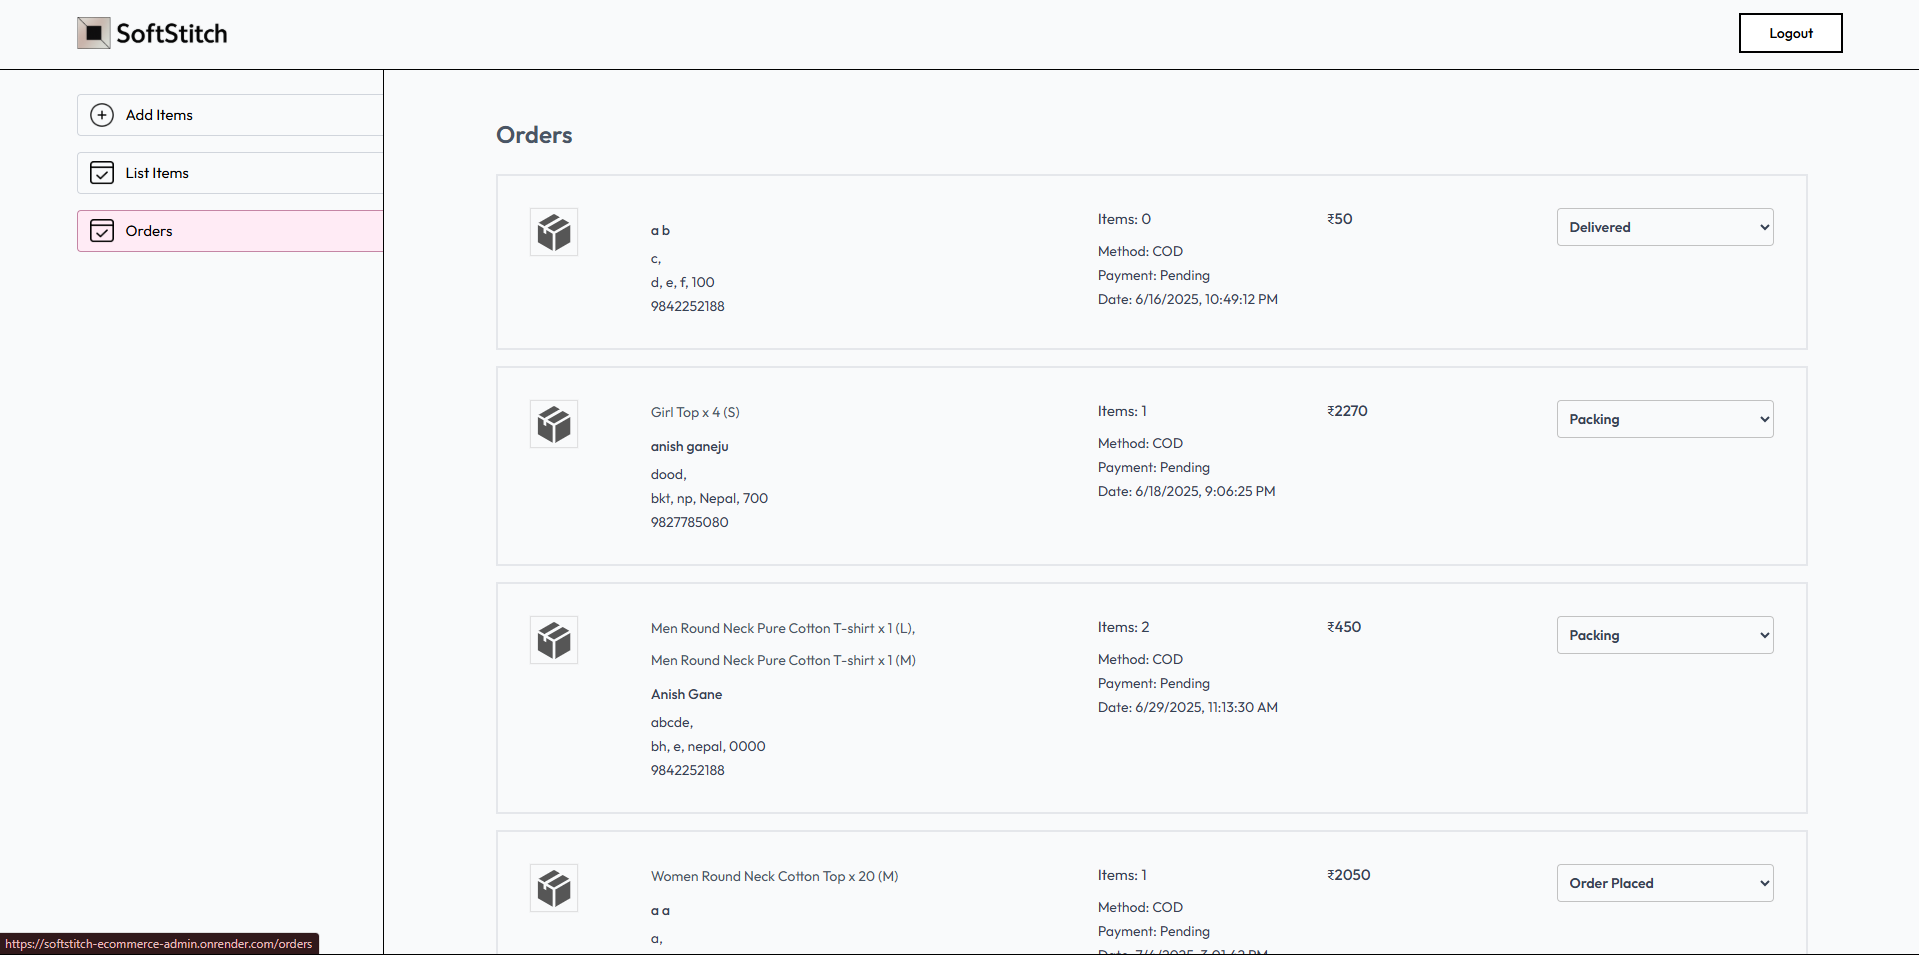 SoftStitch
Logout
Add Items
List Items
Orders
Orders
a b
c,
d, e, f, 100
9842252188
Items: 0
Method: COD
Payment: Pending
Date: 6/16/2025, 10:49:12 PM
₹50
Delivered
Girl Top x 4 (S)
anish ganeju
dood,
bkt, np, Nepal, 700
9827785080
Items: 1
Method: COD
Payment: Pending
Date: 6/18/2025, 9:06:25 PM
₹2270
Packing
Men Round Neck Pure Cotton T-shirt x 1 (L),
Men Round Neck Pure Cotton T-shirt x 1 (M)
Anish Gane
abcde,
bh, e, nepal, 0000
9842252188
Items: 2
Method: COD
Payment: Pending
Date: 6/29/2025, 11:13:30 AM
₹450
Packing
Women Round Neck Cotton Top x 20 (M)
a a
a,
Items: 1
Method: COD
Payment: Pending
₹2050
Order Placed
https://softstitch-ecommerce-admin.onrender.com/orders